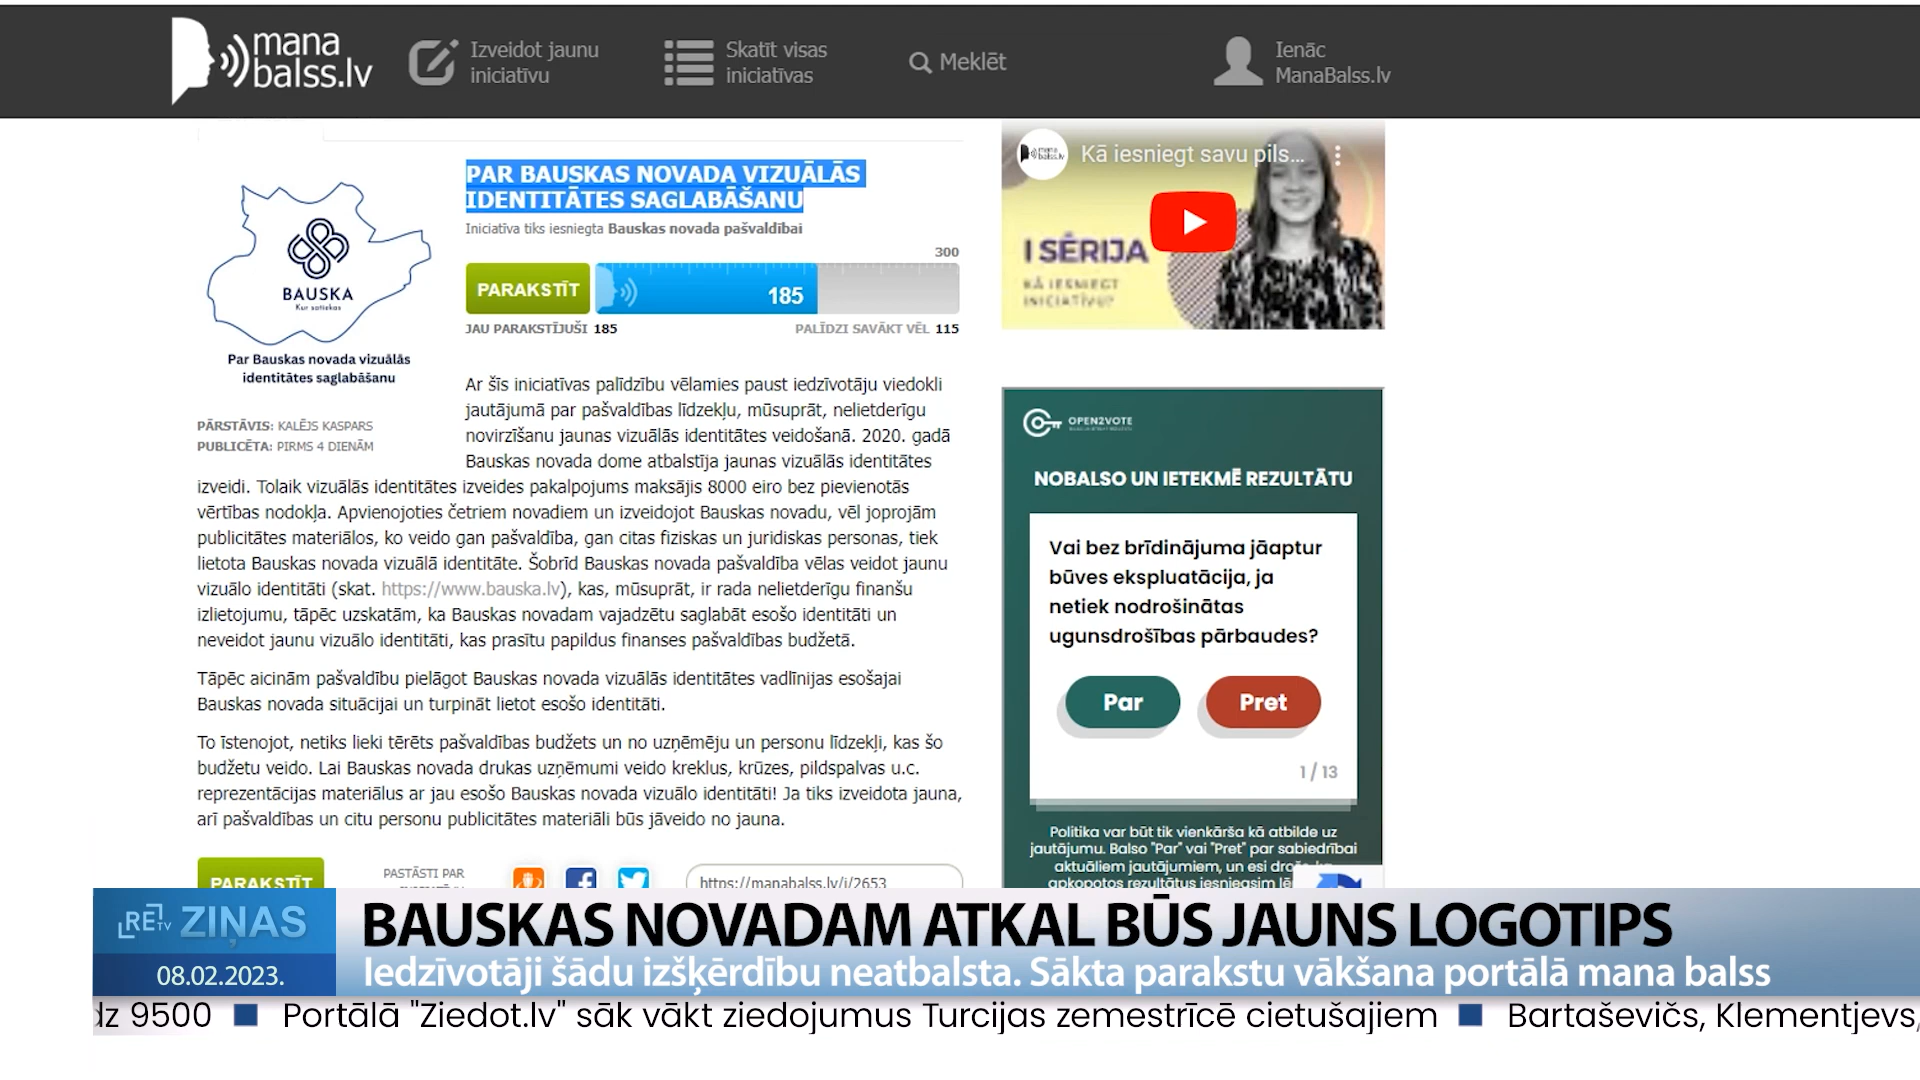 mana
balss.lv
Izveidot jaunu
iniciatīvu
Skatīt visas
iniciatīvas
Meklēt
Ienāc
ManaBalss.lv
PAR BAUSKAS NOVADA VIZUĀLĀS
IDENTITĀTES SAGLABĀŠANU
Iniciatīva tiks iesniegta Bauskas novada pašvaldībai
300
PARAKSTĪT
185
JAU PARAKSTĪJUŠI 185
PALĪDZI SAVĀKT VĒL 115
BAUSKA
Kur satiekas
Par Bauskas novada vizuālās
identitātes saglabāšanu
PĀRSTĀVIS: KALĒJS KASPARS
PUBLICĒTA: PIRMS 4 DIENĀM
Ar šīs iniciatīvas palīdzību vēlamies paust iedzīvotāju viedokli
jautājumā par pašvaldības līdzekļu, mūsuprāt, nelietderīgu
novirzīšanu jaunas vizuālās identitātes veidošanā. 2020. gadā
Bauskas novada dome atbalstīja jaunas vizuālās identitātes
izveidi. Tolaik vizuālās identitātes izveides pakalpojums maksājis 8000 eiro bez pievienotās
vērtības nodokļa. Apvienojoties četriem novadiem un izveidojot Bauskas novadu, vēl joprojām
publicitātes materiālos, ko veido gan pašvaldība, gan citas fiziskas un juridiskas personas, tiek
lietota Bauskas novada vizuālā identitāte. Šobrīd Bauskas novada pašvaldība vēlas veidot jaunu
vizuālo identitāti (skat. https://www.bauska.lv), kas, mūsuprāt, ir rada nelietderīgu finanšu
izlietojumu, tāpēc uzskatām, ka Bauskas novadam vajadzētu saglabāt esošo identitāti un
neveidot jaunu vizuālo identitāti, kas prasītu papildus finanses pašvaldības budžetā.
Tāpēc aicinām pašvaldību pielāgot Bauskas novada vizuālās identitātes vadlīnijas esošajai
Bauskas novada situācijai un turpināt lietot esošo identitāti.
To īstenojot, netiks lieki tērēts pašvaldības budžets un no uzņēmēju un personu līdzekļi, kas šo
budžetu veido. Lai Bauskas novada drukas uzņēmumi veido kreklus, krūzes, pildspalvas u.c.
reprezentācijas materiālus ar jau esošo Bauskas novada vizuālo identitāti! Ja tiks izveidota jauna,
arī pašvaldības un citu personu publicitātes materiāli būs jāveido no jauna.
PARAKSTĪT
PASTĀSTI PAR
https://manabalss.lv/i/2653
mana
balss.lv
Kā iesniegt savu pils...
I SĒRIJA
KĀ IESNIEGT
INICIATĪVU?
OPEN2VOTE
NOBALSO UN IETEKMĒ REZULTĀTU
Vai bez brīdinājuma jāaptur
būves ekspluatācija, ja
netiek nodrošinātas
ugunsdrošības pārbaudes?
Par
Pret
1 / 13
Politika var būt tik vienkārša kā atbilde uz
jautājumu. Balso "Par" vai "Pret" par sabiedrībai
aktuāliem jautājumiem, un esi
apkopotos rezultātus iesniegsim
RETV ZIŅAS
08.02.2023.
BAUSKAS NOVADAM ATKAL BŪS JAUNS LOGOTIPS
Iedzīvotāji šādu izšķērdību neatbalsta. Sākta parakstu vākšana portālā mana balss
9500 Portālā "Ziedot.lv" sāk vākt ziedojumus Turcijas zemestrīcē cietušajiem Bartaševičs, Klementjevs,